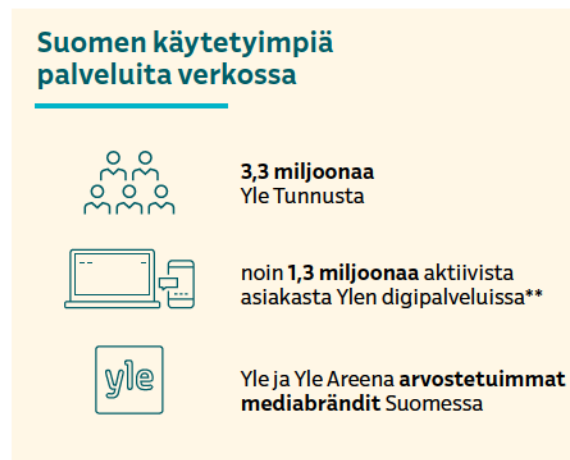 Suomen käytetyimpiä
palveluita verkossa
3,3 miljoonaa
Yle Tunnusta
noin 1,3 miljoonaa aktiivista
asiakasta Ylen digipalveluissa**
yle
Yle ja Yle Areena arvostetuimmat
mediabrändit Suomessa